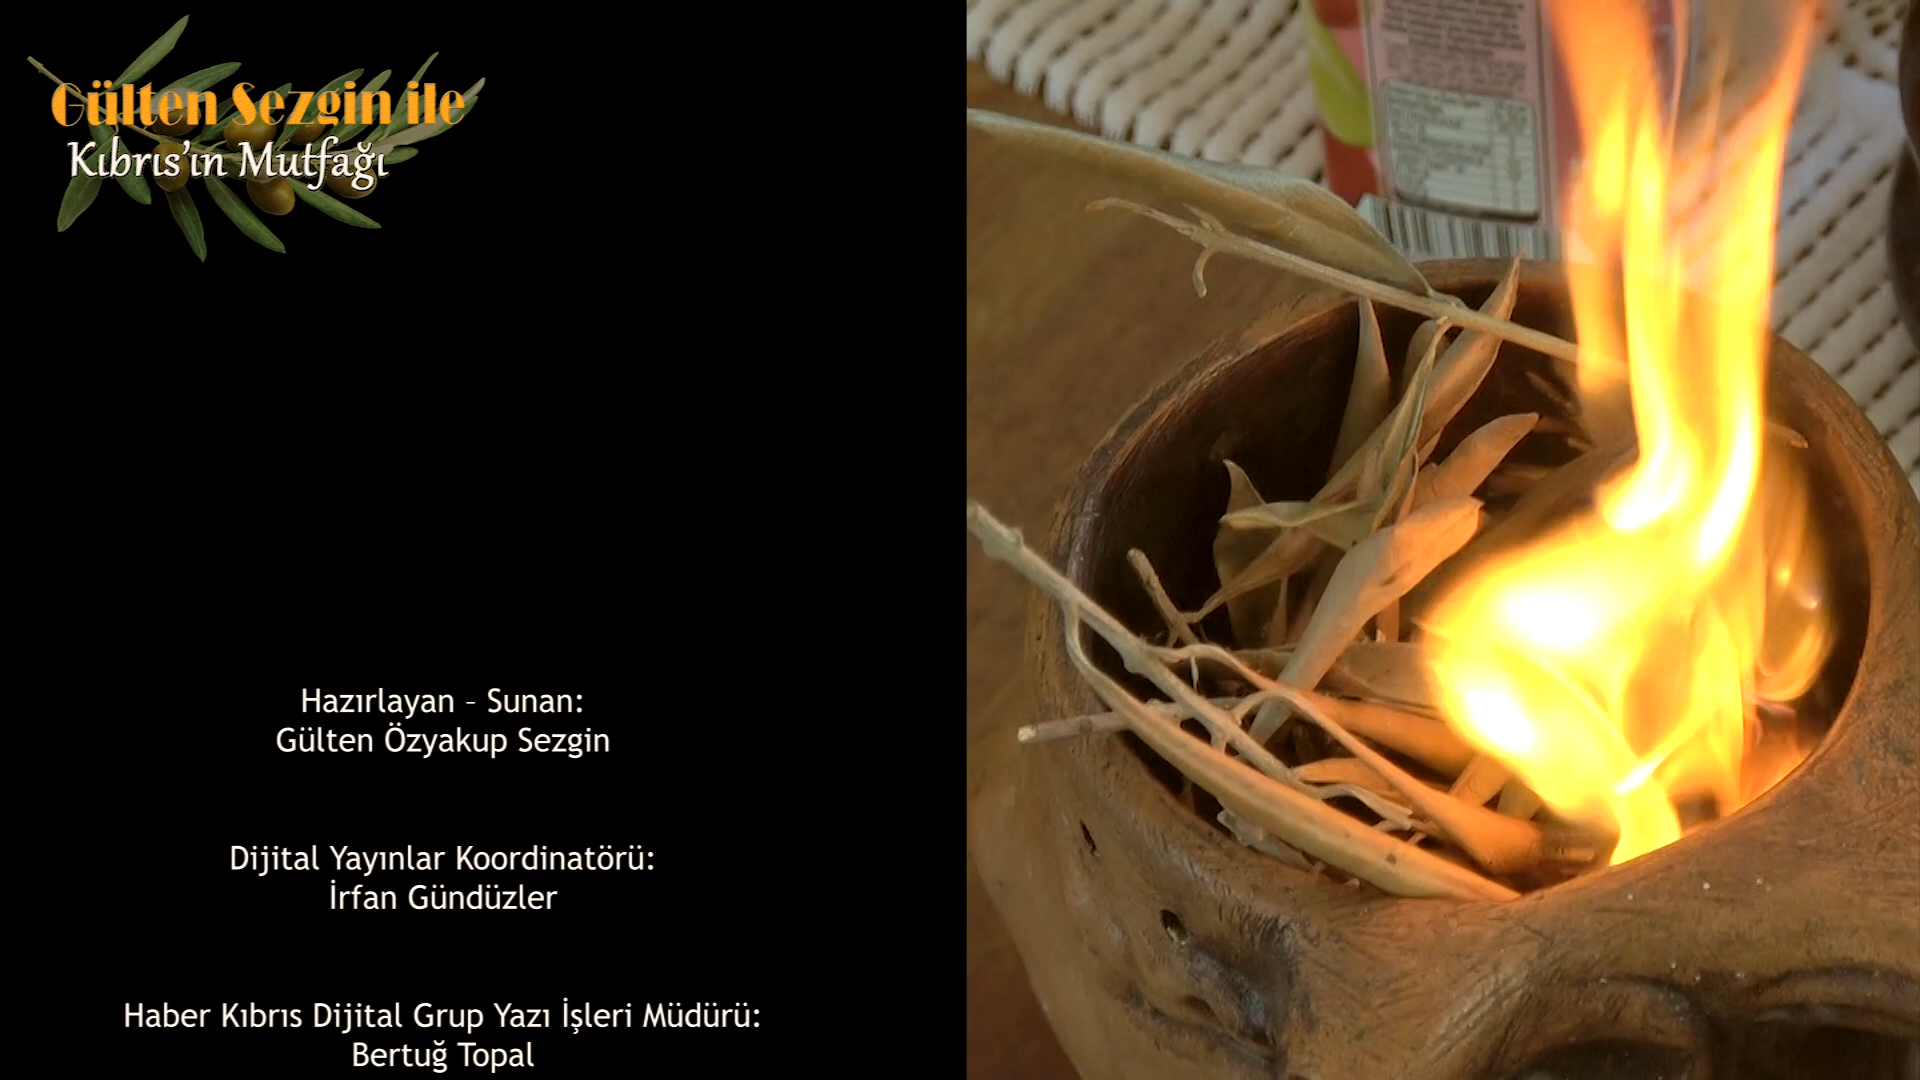 Gülten Sezgin ile
Kıbrıs’ın Mutfağı
Hazırlayan – Sunan:
Gülten Özyakup Sezgin
Dijital Yayınlar Koordinatörü:
İrfan Gündüzler
Haber Kıbrıs Dijital Grup Yazı İşleri Müdürü:
Bertuğ Topal